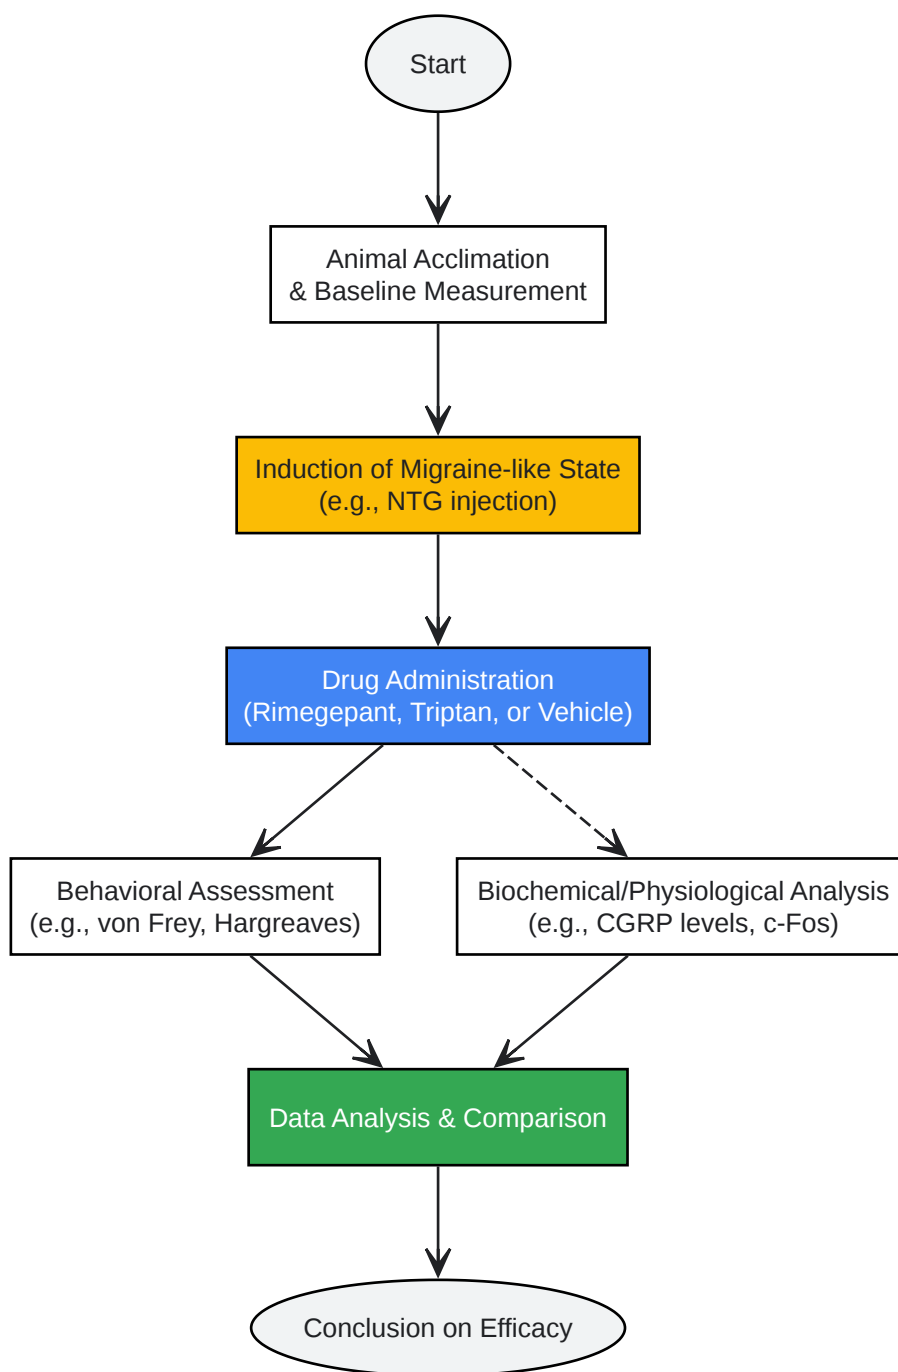 Start
Animal Acclimation
& Baseline Measurement
Induction of Migraine-like State
(e.g., NTG injection)
Drug Administration
(Rimegepant, Triptan, or Vehicle)
Behavioral Assessment
(e.g., von Frey, Hargreaves)
Biochemical/Physiological Analysis
(e.g., CGRP levels, c-Fos)
Data Analysis & Comparison
Conclusion on Efficacy